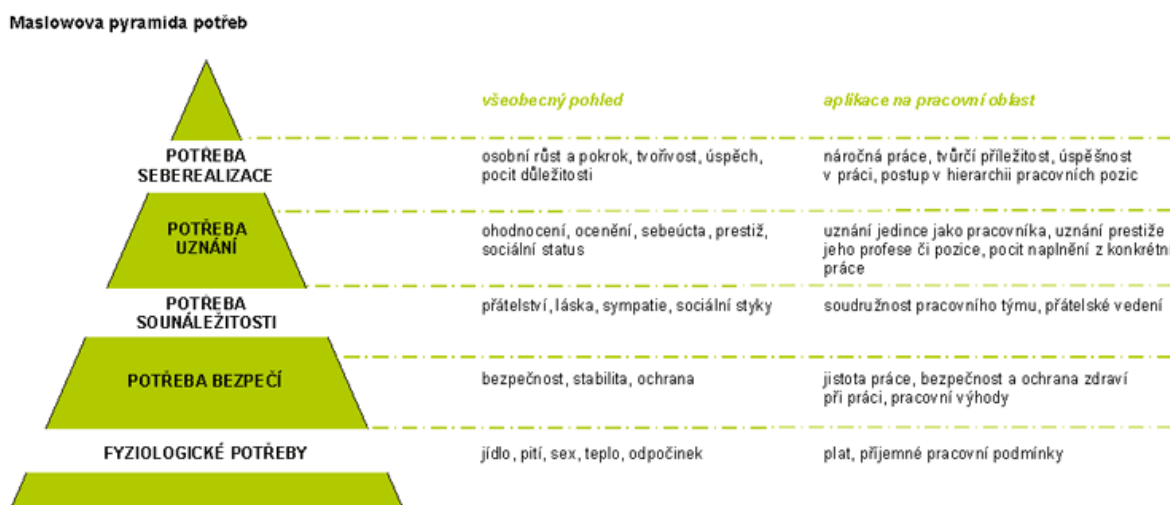 Maslowova pyramida potřeb
všeobecný pohled
aplikace na pracovní oblast
POTŘEBA
SEBEREALIZACE
osobní růst a pokrok, tvořivost, úspěch,
pocit důležitosti
náročná práce, tvůrčí příležitost, úspěšnost
v práci, postup v hierarchii pracovních pozic
POTŘEBA
UZNÁNÍ
ohodnocení, ocenění, sebeúcta, prestiž,
sociální status
uznání jedince jako pracovníka, uznání prestiže
jeho profese či pozice, pocit naplnění z konkrétní
práce
POTŘEBA
SOUNÁLEŽITOSTI
přátelství, láska, sympatie, sociální styky
soudružnost pracovního týmu, přátelské vedení
POTŘEBA BEZPEČÍ
bezpečnost, stabilita, ochrana
jistota práce, bezpečnost a ochrana zdraví
při práci, pracovní výhody
FYZIOLOGICKÉ POTŘEBY
jídlo, pití, sex, teplo, odpočinek
plat, příjemné pracovní podmínky